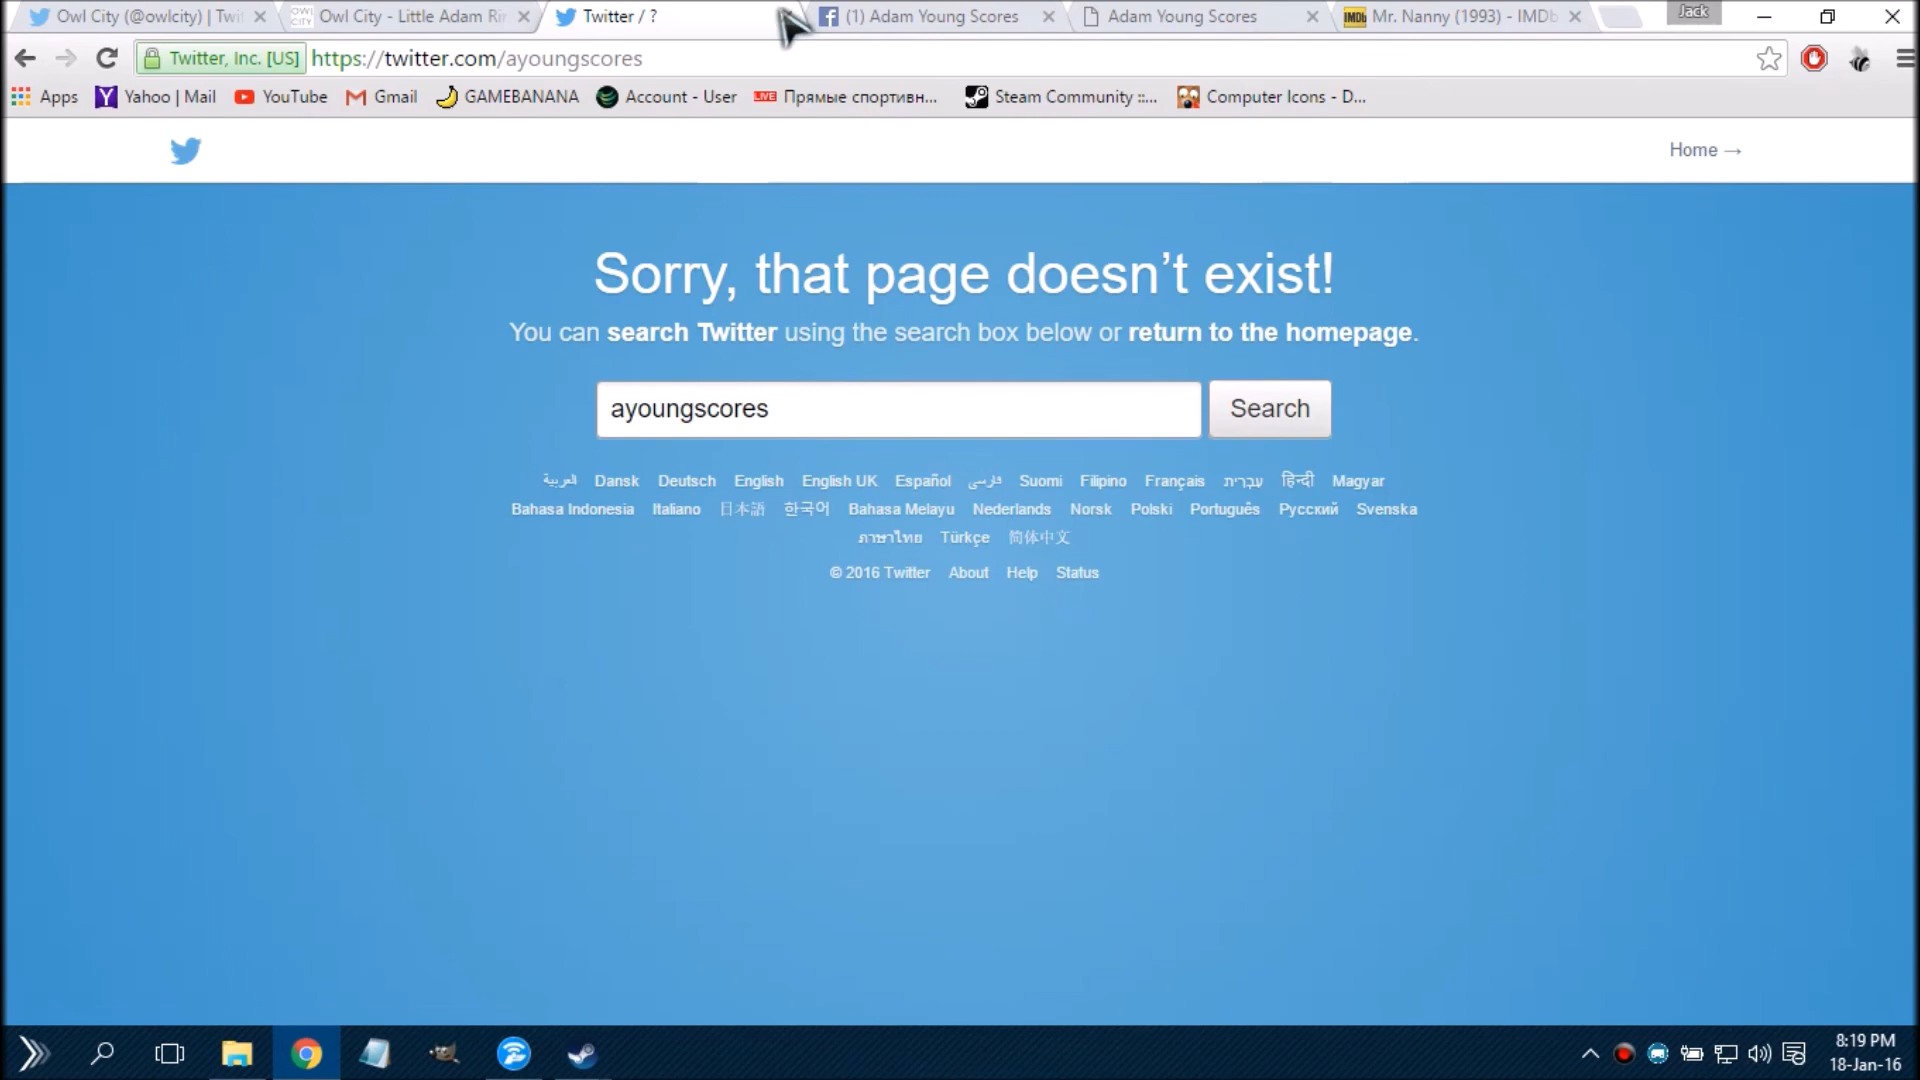 Owl City (@owlcity) | Twit
Owl City - Little Adam Rin
Twitter / ?
(1) Adam Young Scores
Adam Young Scores
Mr. Nanny (1993) - IMDb
Jack
Twitter, Inc. [US]
https://twitter.com/ayoungscores
Apps
Yahoo | Mail
YouTube
Gmail
GAMEBANANA
Account - User
LIVE
Прямые спортивн...
Steam Community ::...
Computer Icons - D...
Home →
Sorry, that page doesn’t exist!
You can search Twitter using the search box below or return to the homepage.
ayoungscores
Search
العربية Dansk Deutsch English English UK Español فارسی Suomi Filipino Français עברית हिन्दी Magyar
Bahasa Indonesia Italiano 日本語 한국어 Bahasa Melayu Nederlands Norsk Polski Português Русский Svenska
ภาษาไทย Türkçe 简体中文
© 2016 Twitter About Help Status
8:19 PM
18-Jan-16